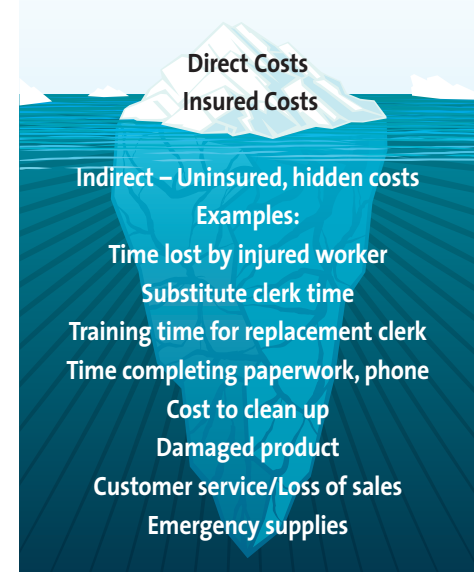 Direct Costs
Insured Costs
Indirect – Uninsured, hidden costs
Examples:
Time lost by injured worker
Substitute clerk time
Training time for replacement clerk
Time completing paperwork, phone
Cost to clean up
Damaged product
Customer service/Loss of sales
Emergency supplies